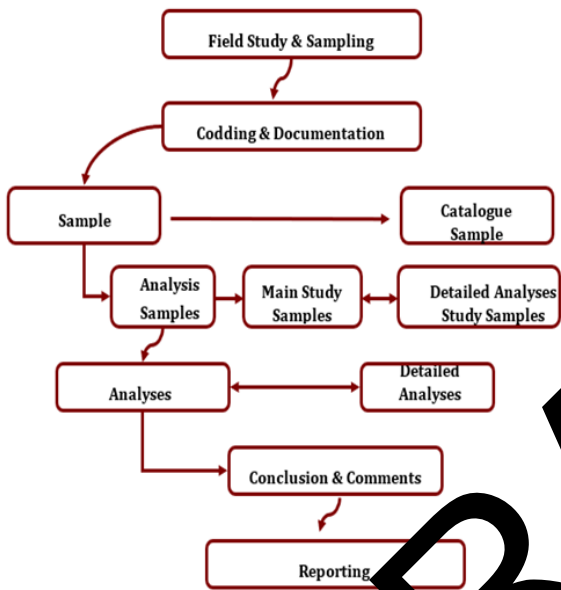 Field Study & Sampling
Codding & Documentation
Sample
Catalogue
Sample
Analysis
Samples
Main Study
Samples
Detailed Analyses
Study Samples
Analyses
Detailed
Analyses
Conclusion & Comments
Reporting